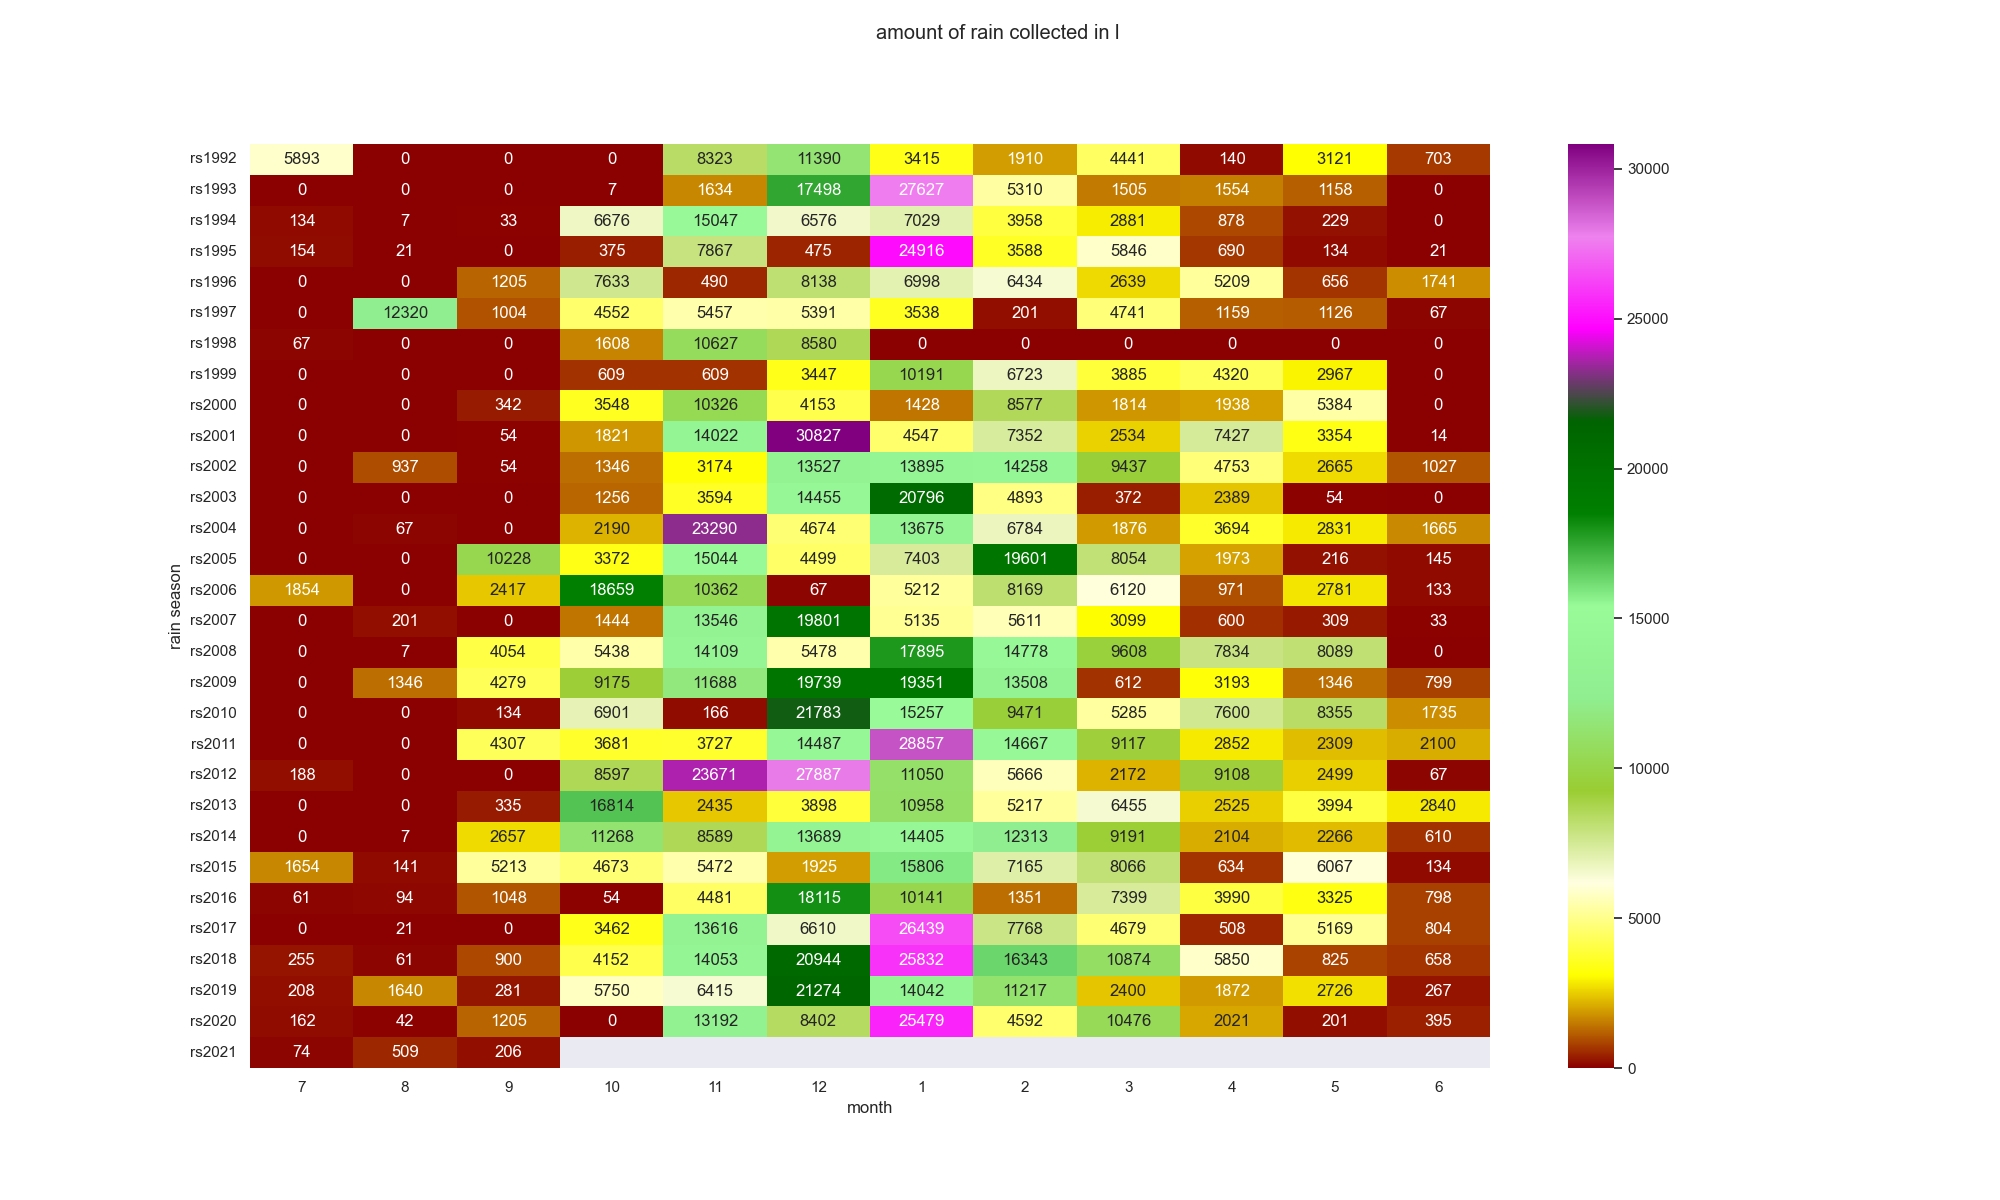 amount of rain collected in l
rs1992 5893 0 0 0 8323 11390 3415 1910 4441 140 3121 703
rs1993 0 0 0 7 1634 17498 27627 5310 1505 1554 1158 0
rs1994 134 7 33 6676 15047 6576 7029 3958 2881 878 229 0
rs1995 154 21 0 375 7867 475 24916 3588 5846 690 134 21
rs1996 0 0 1205 7633 490 8138 6998 6434 2639 5209 656 1741
rs1997 0 12320 1004 4552 5457 5391 3538 201 4741 1159 1126 67
rs1998 67 0 0 1608 10627 8580 0 0 0 0 0 0
rs1999 0 0 0 609 609 3447 10191 6723 3885 4320 2967 0
rs2000 0 0 342 3548 10326 4153 1428 8577 1814 1938 5384 0
rs2001 0 0 54 1821 14022 30827 4547 7352 2534 7427 3354 14
rs2002 0 937 54 1346 3174 13527 13895 14258 9437 4753 2665 1027
rs2003 0 0 0 1256 3594 14455 20796 4893 372 2389 54 0
rs2004 0 67 0 2190 23290 4674 13675 6784 1876 3694 2831 1665
rs2005 0 0 10228 3372 15044 4499 7403 19601 8054 1973 216 145
rs2006 1854 0 2417 18659 10362 67 5212 8169 6120 971 2781 133
rs2007 0 201 0 1444 13546 19801 5135 5611 3099 600 309 33
rs2008 0 7 4054 5438 14109 5478 17895 14778 9608 7834 8089 0
rs2009 0 1346 4279 9175 11688 19739 19351 13508 612 3193 1346 799
rs2010 0 0 134 6901 166 21783 15257 9471 5285 7600 8355 1735
rs2011 0 0 4307 3681 3727 14487 28857 14667 9117 2852 2309 2100
rs2012 188 0 0 8597 23671 27887 11050 5666 2172 9108 2499 67
rs2013 0 0 335 16814 2435 3898 10958 5217 6455 2525 3994 2840
rs2014 0 7 2657 11268 8589 13689 14405 12313 9191 2104 2266 610
rs2015 1654 141 5213 4673 5472 1925 15806 7165 8066 634 6067 134
rs2016 61 94 1048 54 4481 18115 10141 1351 7399 3990 3325 798
rs2017 0 21 0 3462 13616 6610 26439 7768 4679 508 5169 804
rs2018 255 61 900 4152 14053 20944 25832 16343 10874 5850 825 658
rs2019 208 1640 281 5750 6415 21274 14042 11217 2400 1872 2726 267
rs2020 162 42 1205 0 13192 8402 25479 4592 10476 2021 201 395
rs2021 74 509 206
7 8 9 10 11 12 1 2 3 4 5 6
month
rain season
30000
25000
20000
15000
10000
5000
0